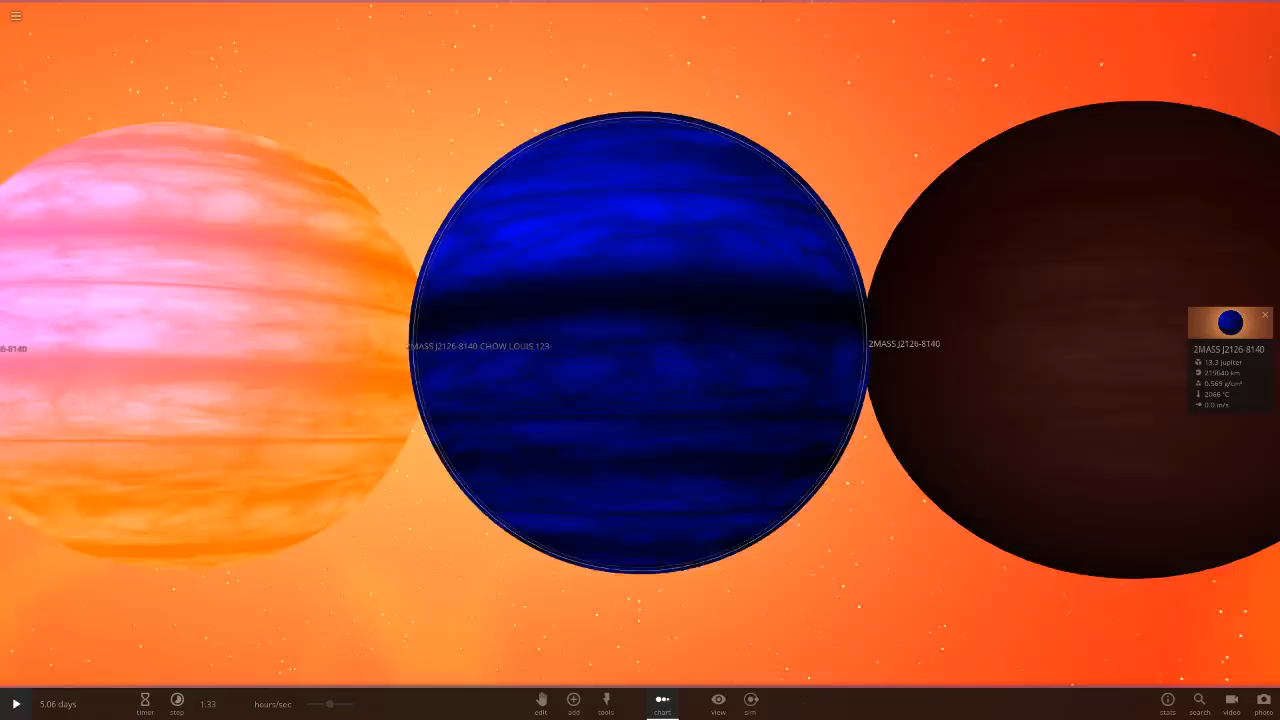 6-8140
2MASS J2126-8140 CHOW LOUIS 123-
2MASS J2126-8140
2MASS J2126-8140
13.3 jupiter
219640 km
0.569 g/cm³
2066 °C
0.0 m/s
5.06 days
timer
step
1.33
hours/sec
edit
add
tools
chart
view
sim
stats
search
video
photo